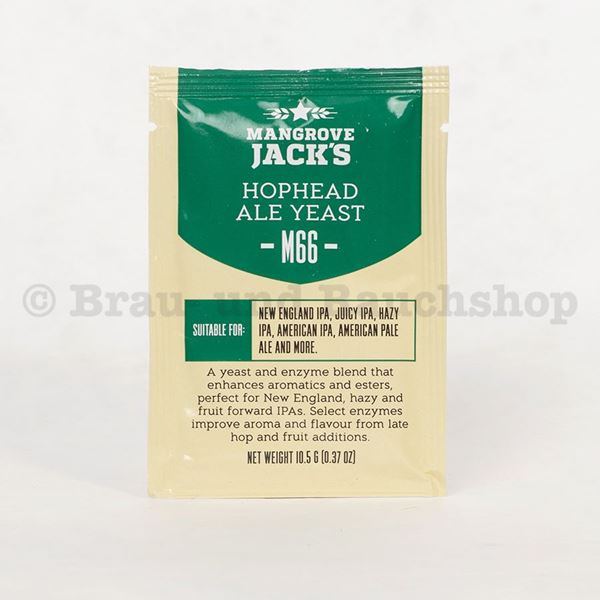 MANGROVE
JACK'S
HOPHEAD
ALE YEAST
- M66 -
© Brau- und Rauchshop
SUITABLE FOR:
NEW ENGLAND IPA, JUICY IPA, HAZY
IPA, AMERICAN IPA, AMERICAN PALE
ALE AND MORE.
A yeast and enzyme blend that
enhances aromatics and esters,
perfect for New England, hazy and
fruit forward IPAs. Select enzymes
improve aroma and flavour from late
hop and fruit additions.
NET WEIGHT 10.5 G (0.37 OZ)